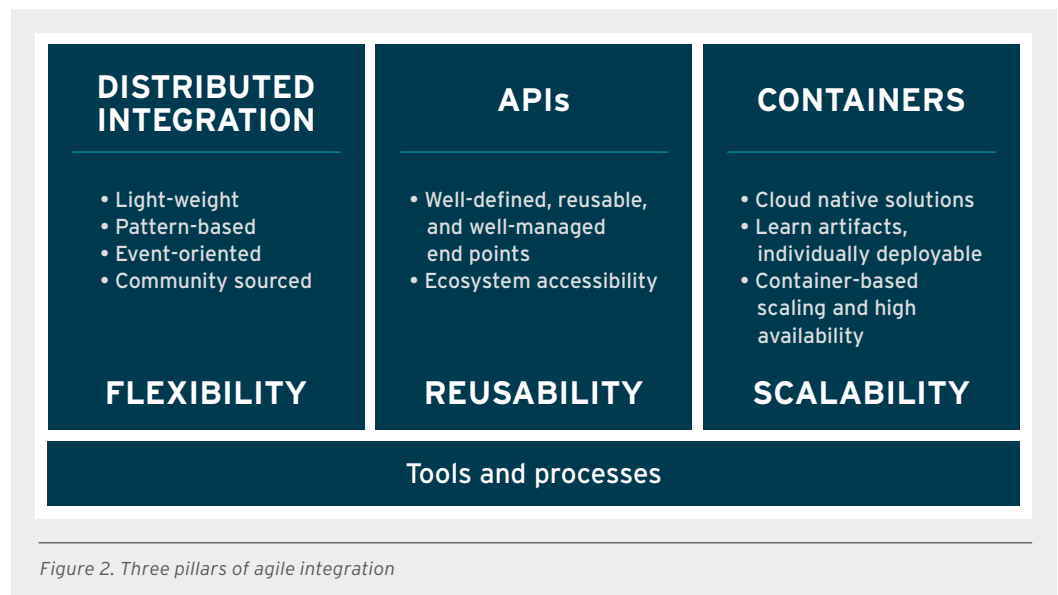 DISTRIBUTED
INTEGRATION
• Light-weight
• Pattern-based
• Event-oriented
• Community sourced
FLEXIBILITY
APIs
• Well-defined, reusable,
and well-managed
end points
• Ecosystem accessibility
REUSABILITY
CONTAINERS
• Cloud native solutions
• Learn artifacts,
individually deployable
• Container-based
scaling and high
availability
SCALABILITY
Tools and processes
Figure 2. Three pillars of agile integration